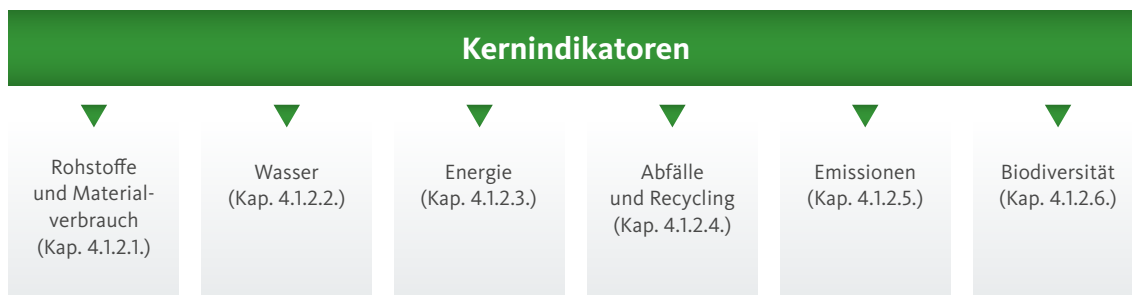 Kernindikatoren
Rohstoffe
und Material-
verbrauch
(Kap. 4.1.2.1.)
Wasser
(Kap. 4.1.2.2.)
Energie
(Kap. 4.1.2.3.)
Abfälle
und Recycling
(Kap. 4.1.2.4.)
Emissionen
(Kap. 4.1.2.5.)
Biodiversität
(Kap. 4.1.2.6.)